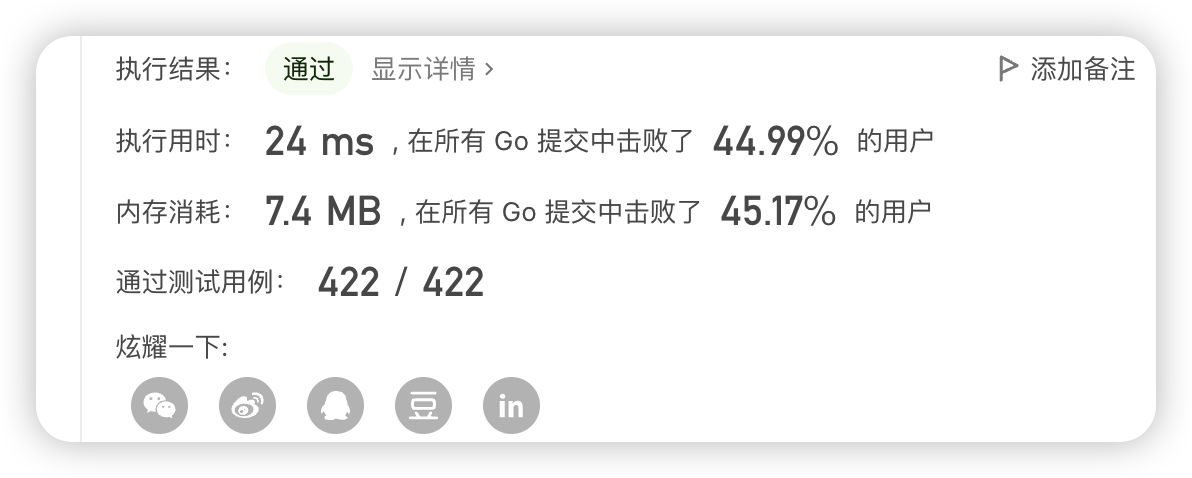 执行结果： 通过 显示详情 › 添加备注
执行用时： 24 ms , 在所有 Go 提交中击败了 44.99% 的用户
内存消耗： 7.4 MB , 在所有 Go 提交中击败了 45.17% 的用户
通过测试用例： 422 / 422
炫耀一下:
豆 in